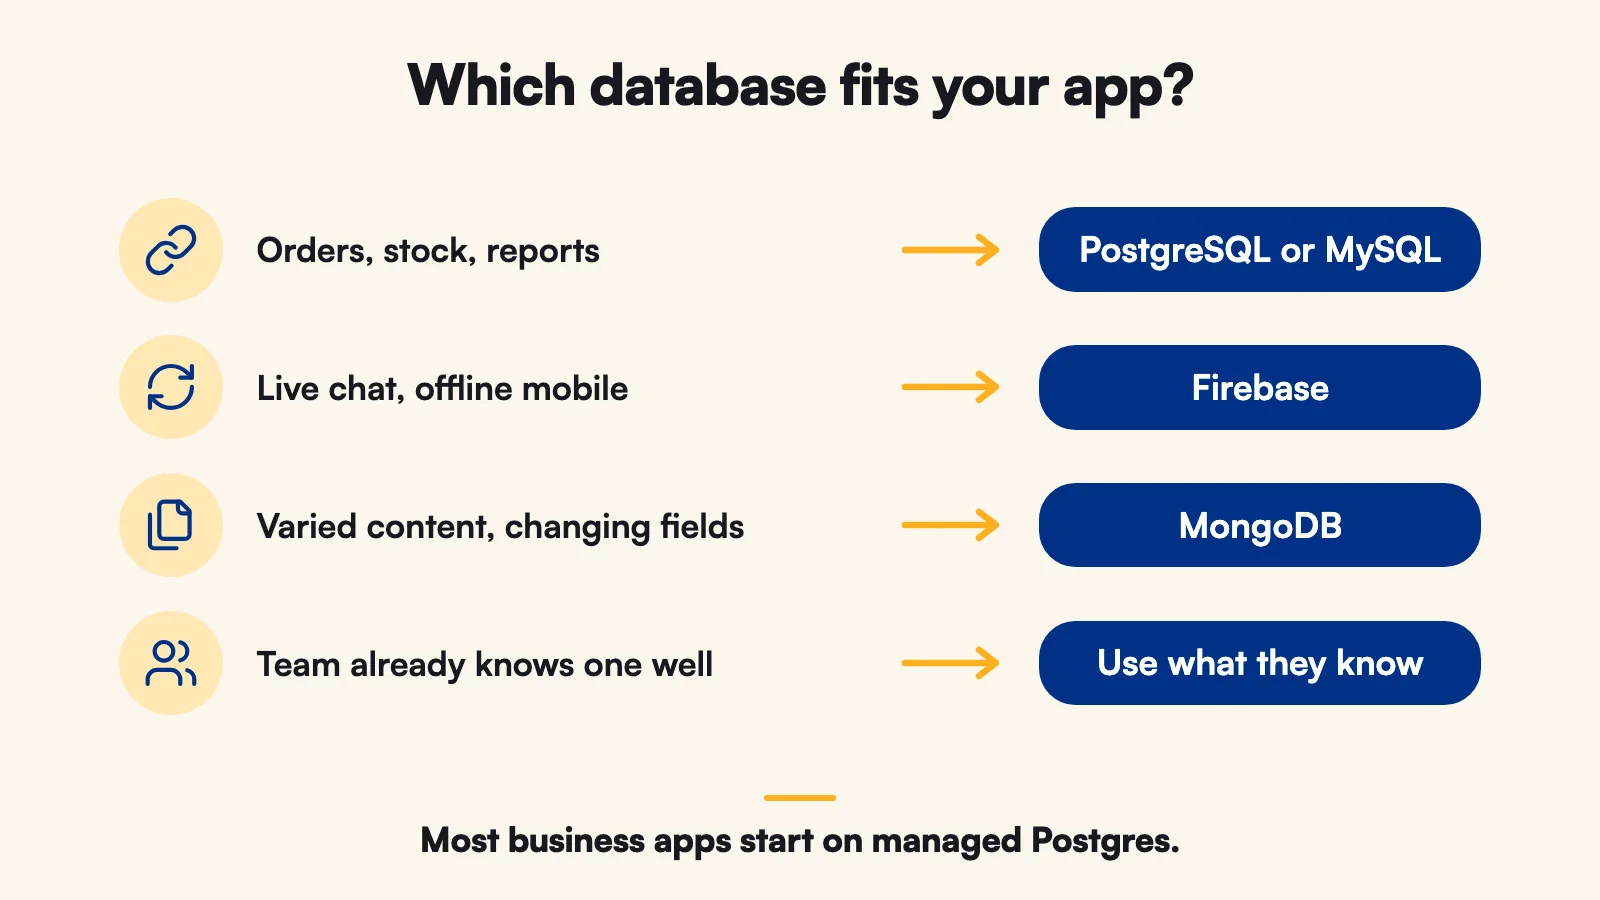 Which database fits your app?
Orders, stock, reports
PostgreSQL or MySQL
Live chat, offline mobile
Firebase
Varied content, changing fields
MongoDB
Team already knows one well
Use what they know
Most business apps start on managed Postgres.